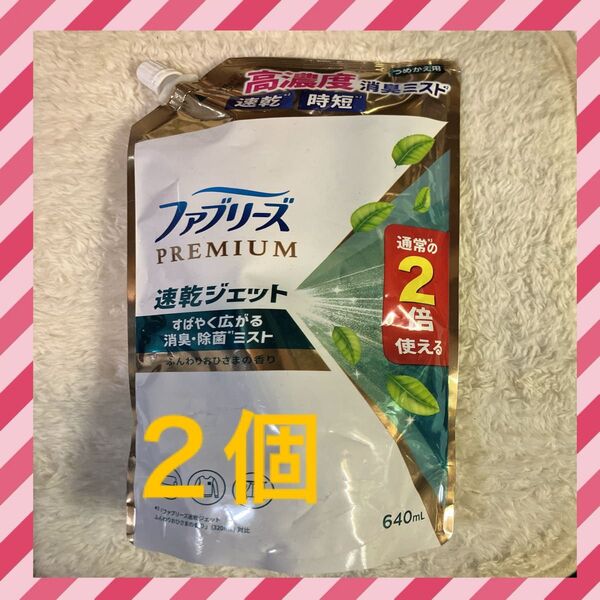 つめかえ用
高濃度 消臭ミスト
速乾 時短
ファブリーズ
PREMIUM
速乾ジェット
すばやく広がる
消臭・除菌ミスト
ふんわりおひさまの香り
通常の
2
倍
使える
2個
640mL